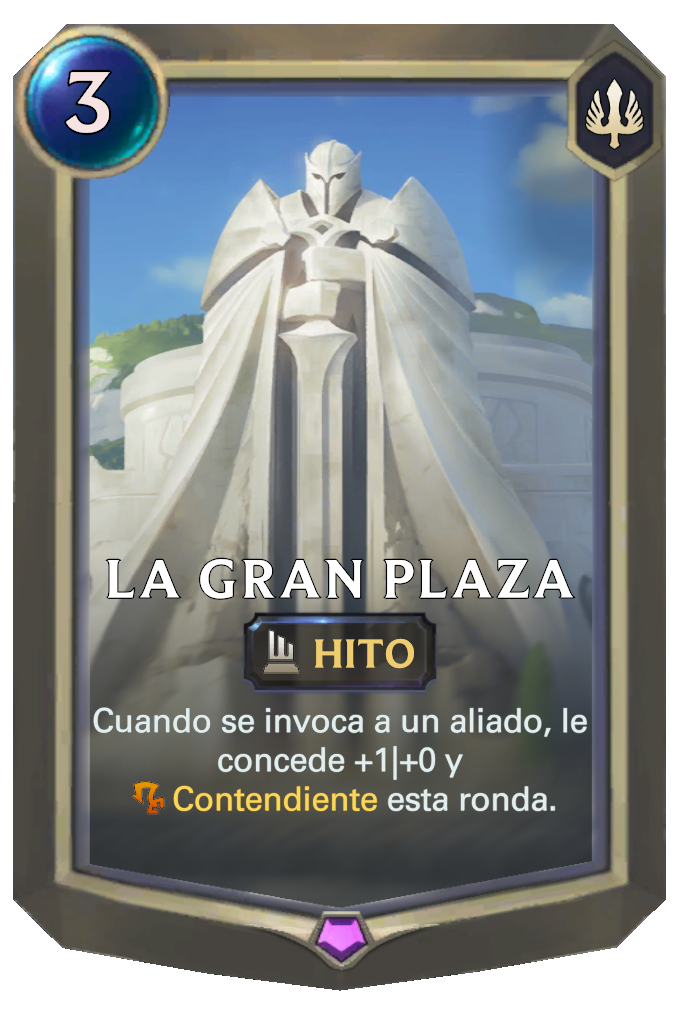 3
LA GRAN PLAZA
HITO
Cuando se invoca a un aliado, le
concede +1|+0 y
Contendiente esta ronda.